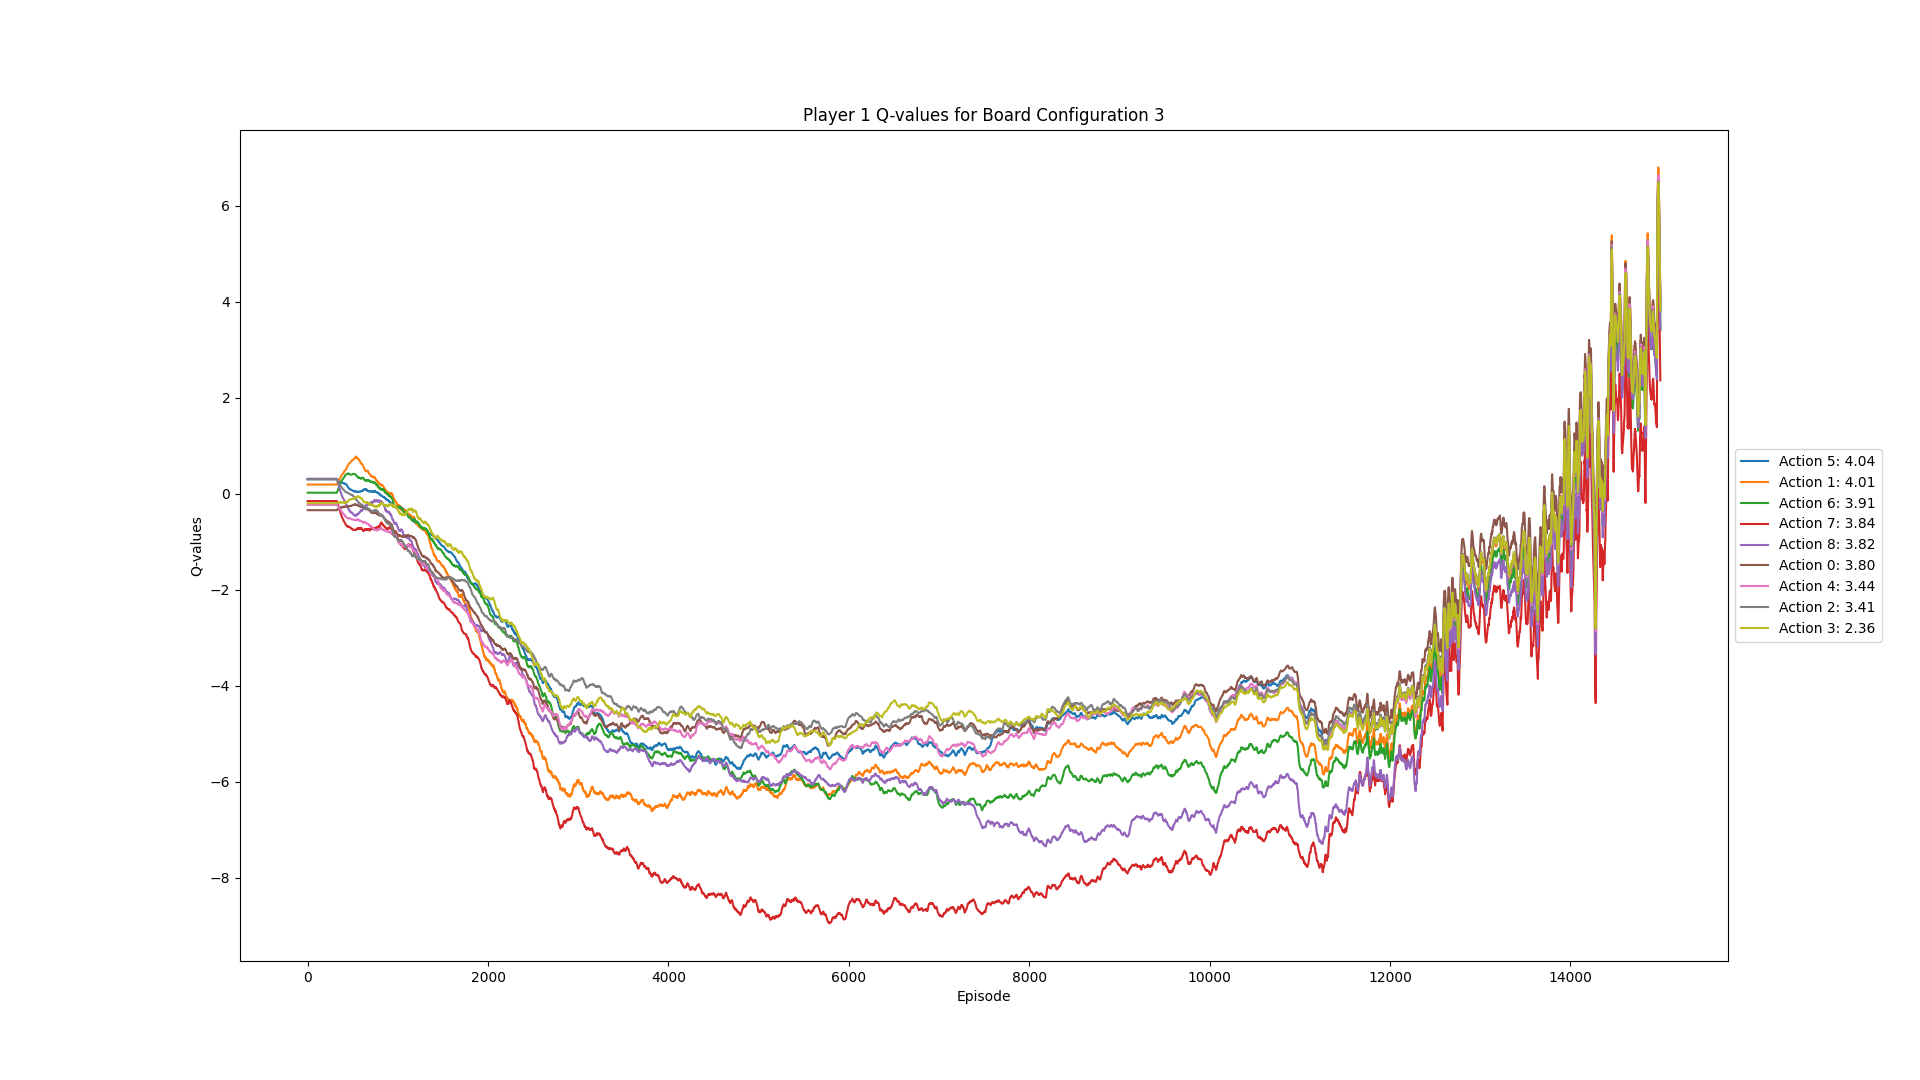 Player 1 Q-values for Board Configuration 3
6
4
2
0
−2
−4
−6
−8
Q-values
0 2000 4000 6000 8000 10000 12000 14000
Episode
Action 5: 4.04
Action 1: 4.01
Action 6: 3.91
Action 7: 3.84
Action 8: 3.82
Action 0: 3.80
Action 4: 3.44
Action 2: 3.41
Action 3: 2.36